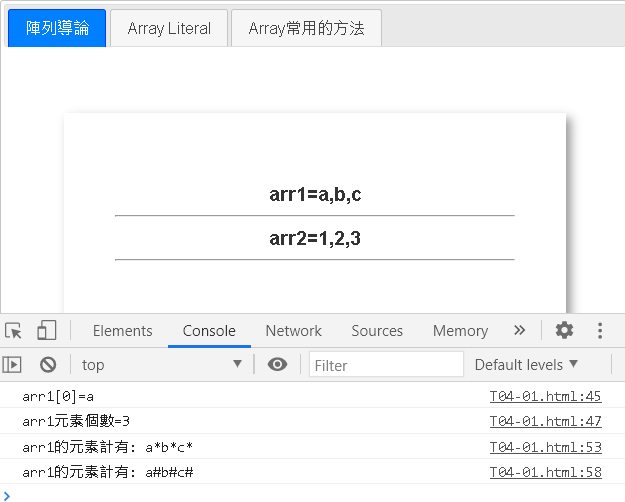 陣列導論 Array Literal Array常用的方法
arr1=a,b,c
arr2=1,2,3
Elements Console Network Sources Memory
top Filter Default levels
arr1[0]=a T04-01.html:45
arr1元素個數=3 T04-01.html:47
arr1的元素計有: a*b*c* T04-01.html:53
arr1的元素計有: a#b#c# T04-01.html:58